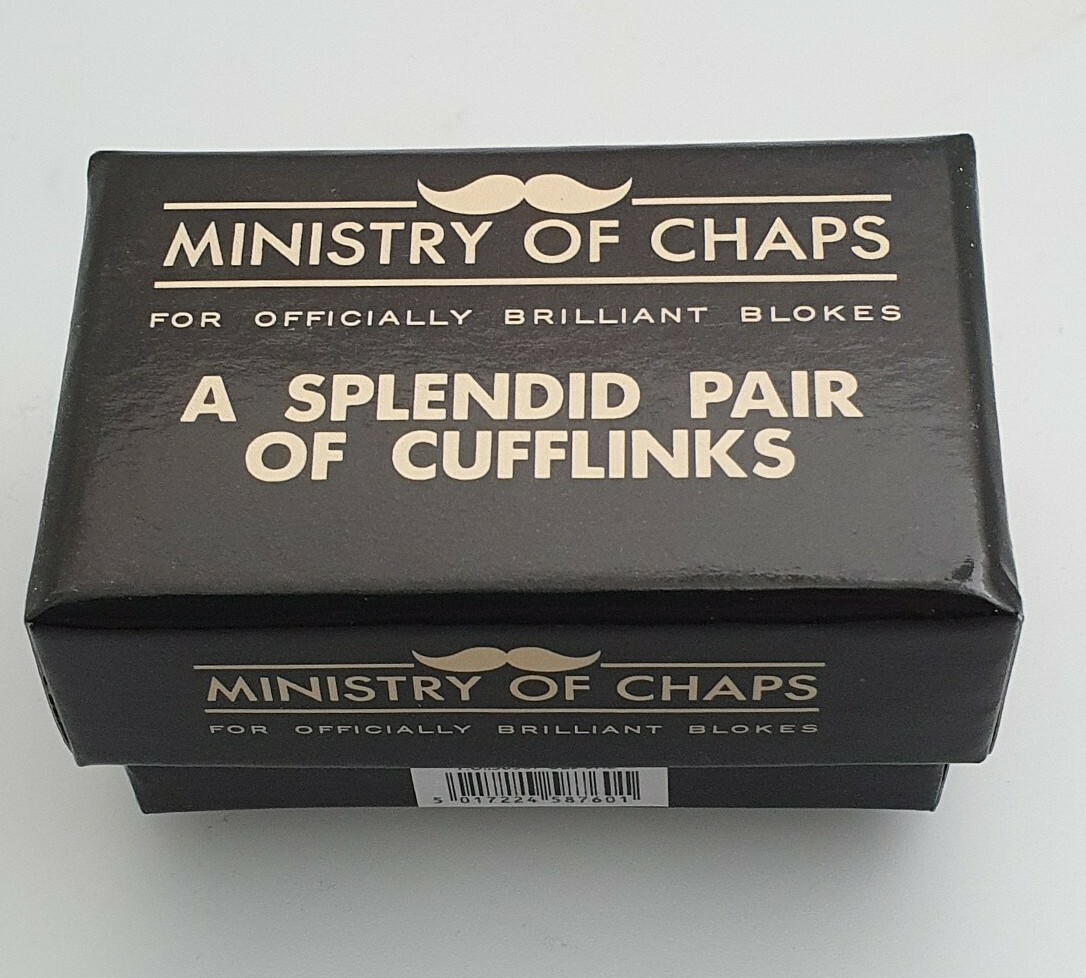 MINISTRY OF CHAPS
FOR OFFICIALLY BRILLIANT BLOKES
A SPLENDID PAIR
OF CUFFLINKS
MINISTRY OF CHAPS
FOR OFFICIALLY BRILLIANT BLOKES
5 017224 587601